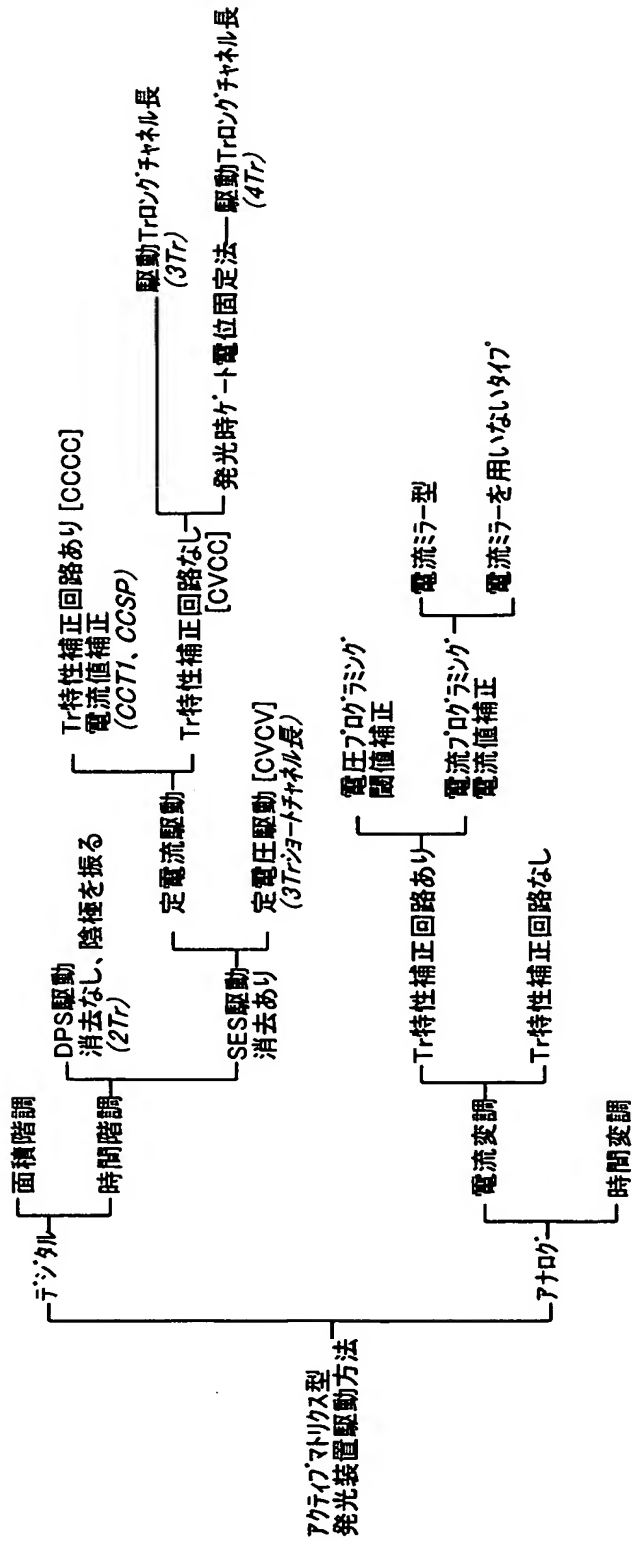 アクティブマトリクス型
発光装置駆動方法
デジタル
面積階調
時間階調
DPS駆動
消去なし、陰極を振る
(2Tr)
SES駆動
消去あり
定電流駆動
Tr特性補正回路あり [CCCC]
電流値補正
(CCT1、CCSP)
Tr特性補正回路なし
[CVCC]
駆動Trロングチャネル長
(3Tr)
発光時ゲート電位固定法
駆動Trロングチャネル長
(4Tr)
定電圧駆動 [CVCV]
(3Trショートチャネル長)
アナログ
電流変調
Tr特性補正回路あり
電圧プログラミング
閾値補正
電流プログラミング
電流値補正
電流ミラー型
電流ミラーを用いないタイプ
Tr特性補正回路なし
時間変調